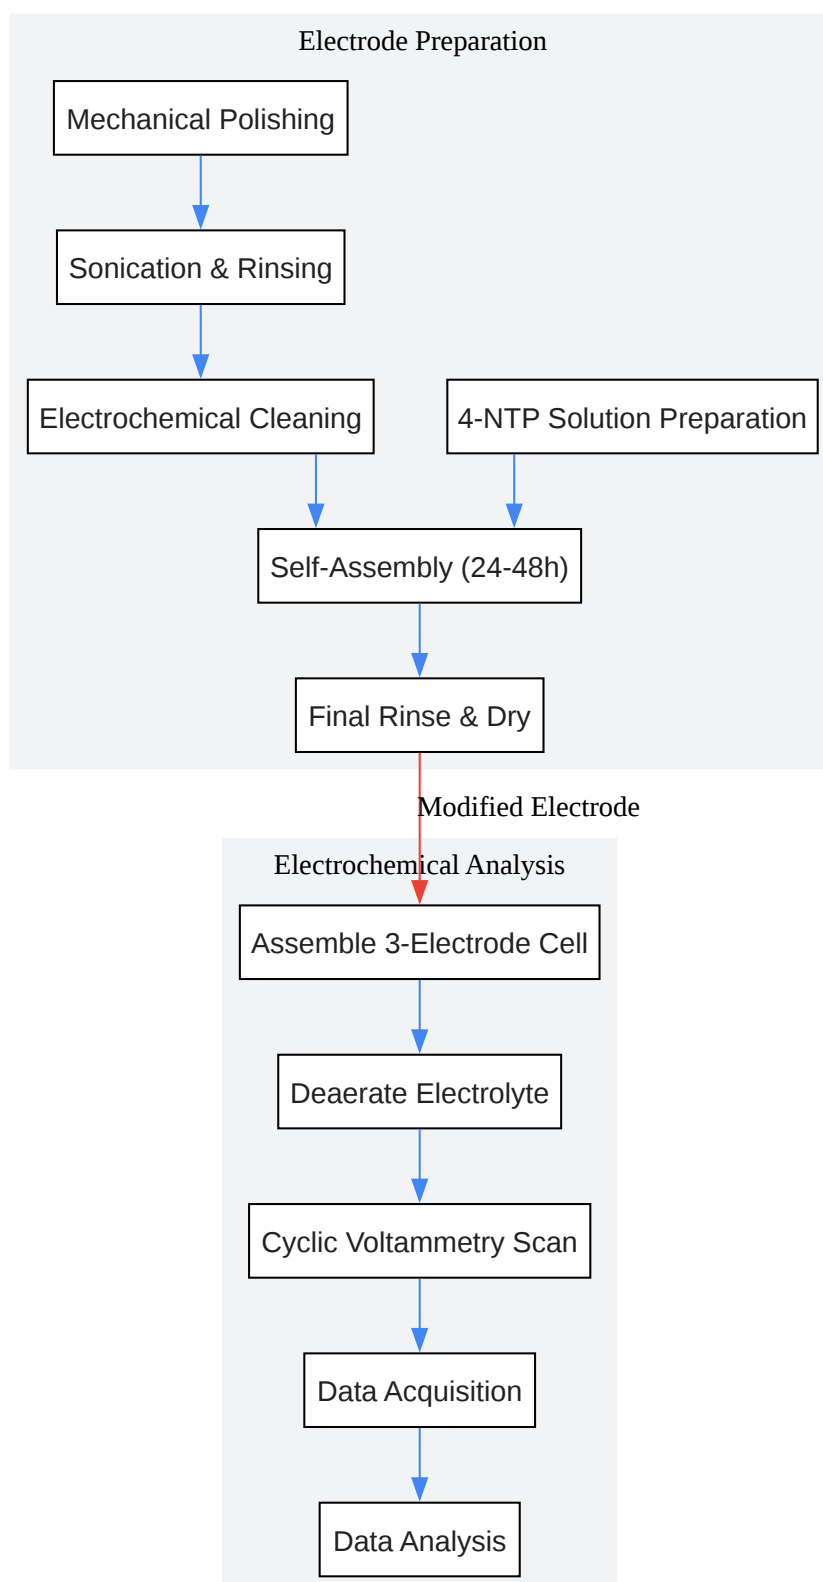 Electrode Preparation
Mechanical Polishing
Sonication & Rinsing
Electrochemical Cleaning
4-NTP Solution Preparation
Self-Assembly (24-48h)
Final Rinse & Dry
Modified Electrode
Electrochemical Analysis
Assemble 3-Electrode Cell
Deaerate Electrolyte
Cyclic Voltammetry Scan
Data Acquisition
Data Analysis